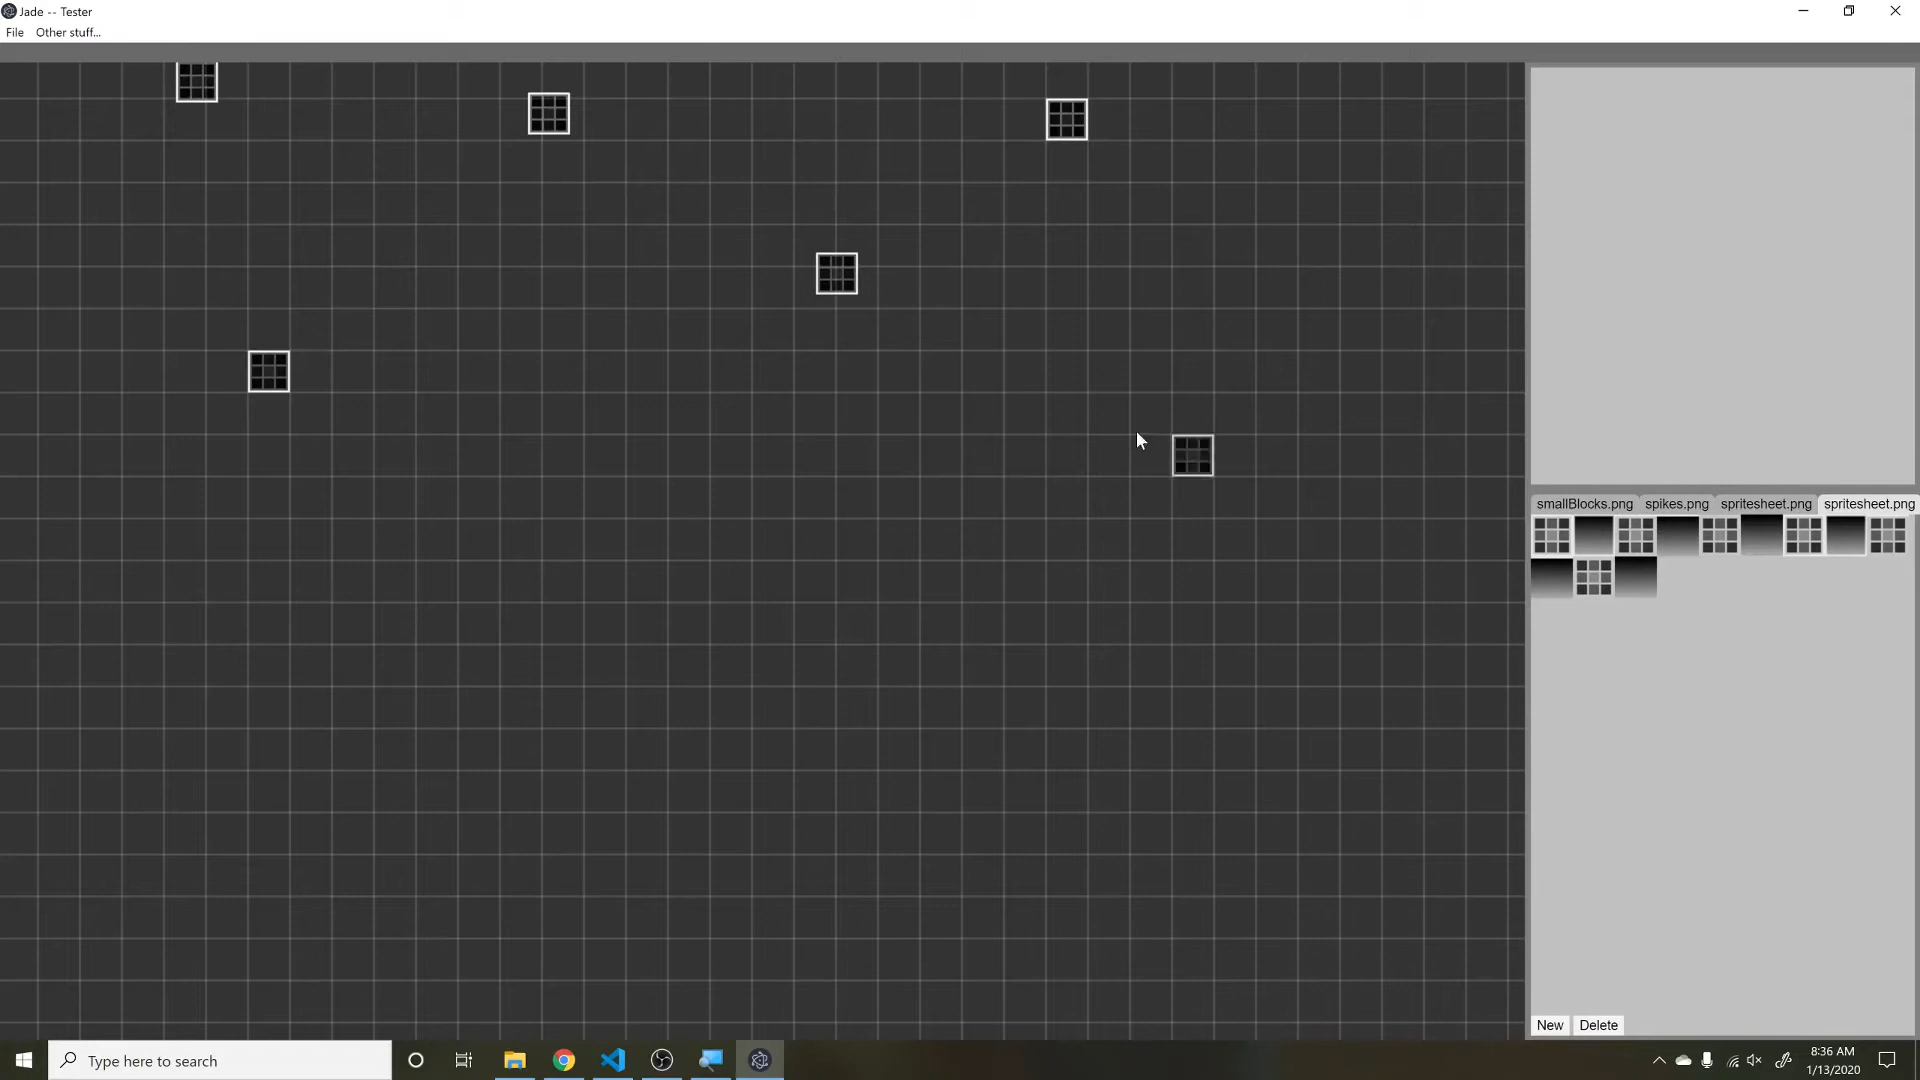 Jade -- Tester
File Other stuff...
smallBlocks.png spikes.png spritesheet.png spritesheet.png
New Delete
Type here to search
8:36 AM
1/13/2020